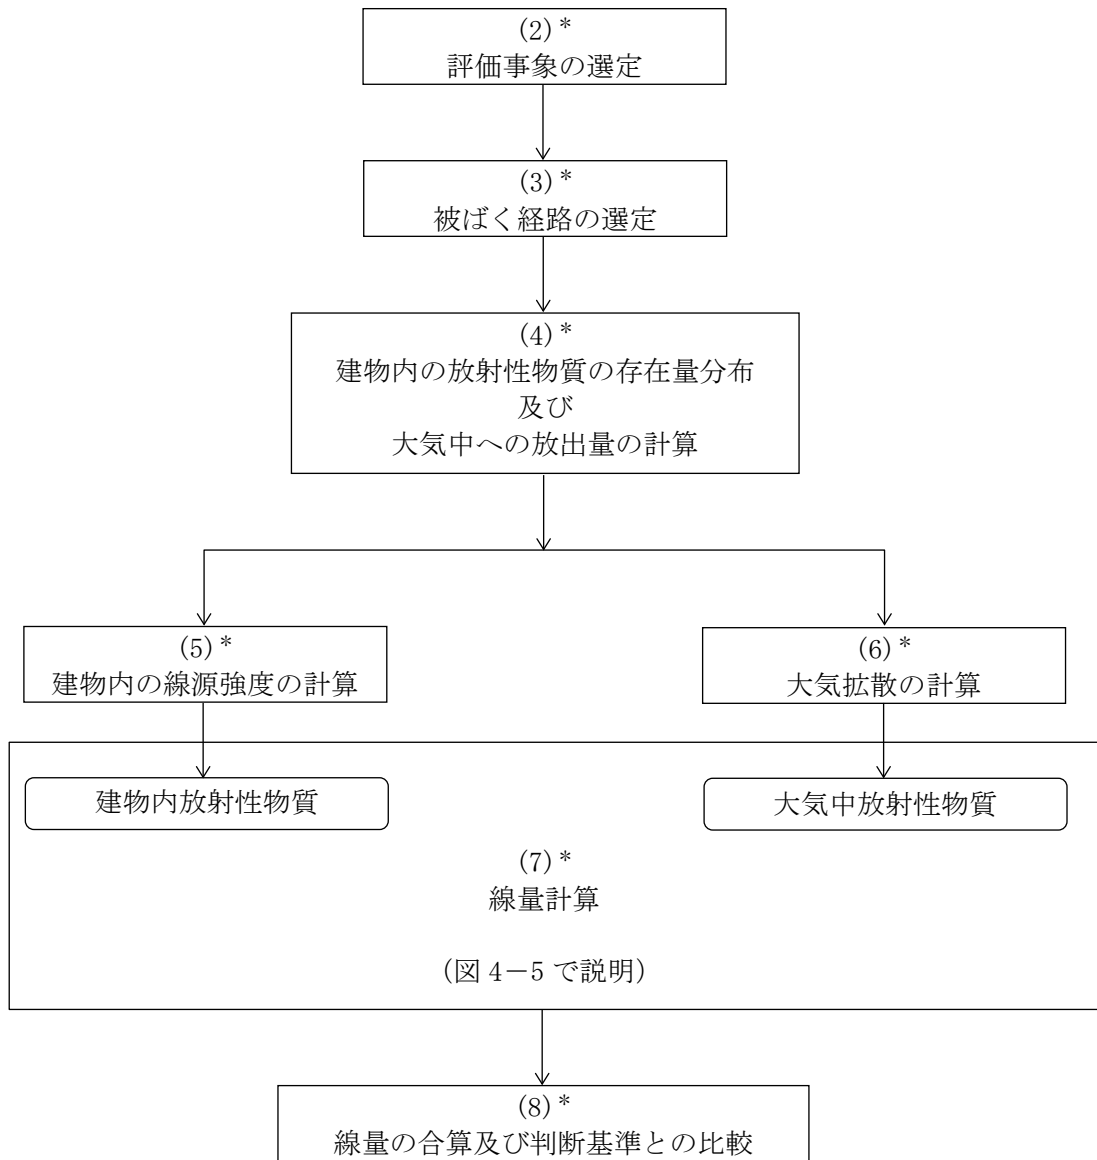 (2)*
評価事象の選定
(3)*
被ばく経路の選定
(4)*
建物内の放射性物質の存在量分布
及び
大気中への放出量の計算
(5)*
建物内の線源強度の計算
(6)*
大気拡散の計算
建物内放射性物質
大気中放射性物質
(7)*
線量計算
(図 4-5 で説明)
(8)*
線量の合算及び判断基準との比較